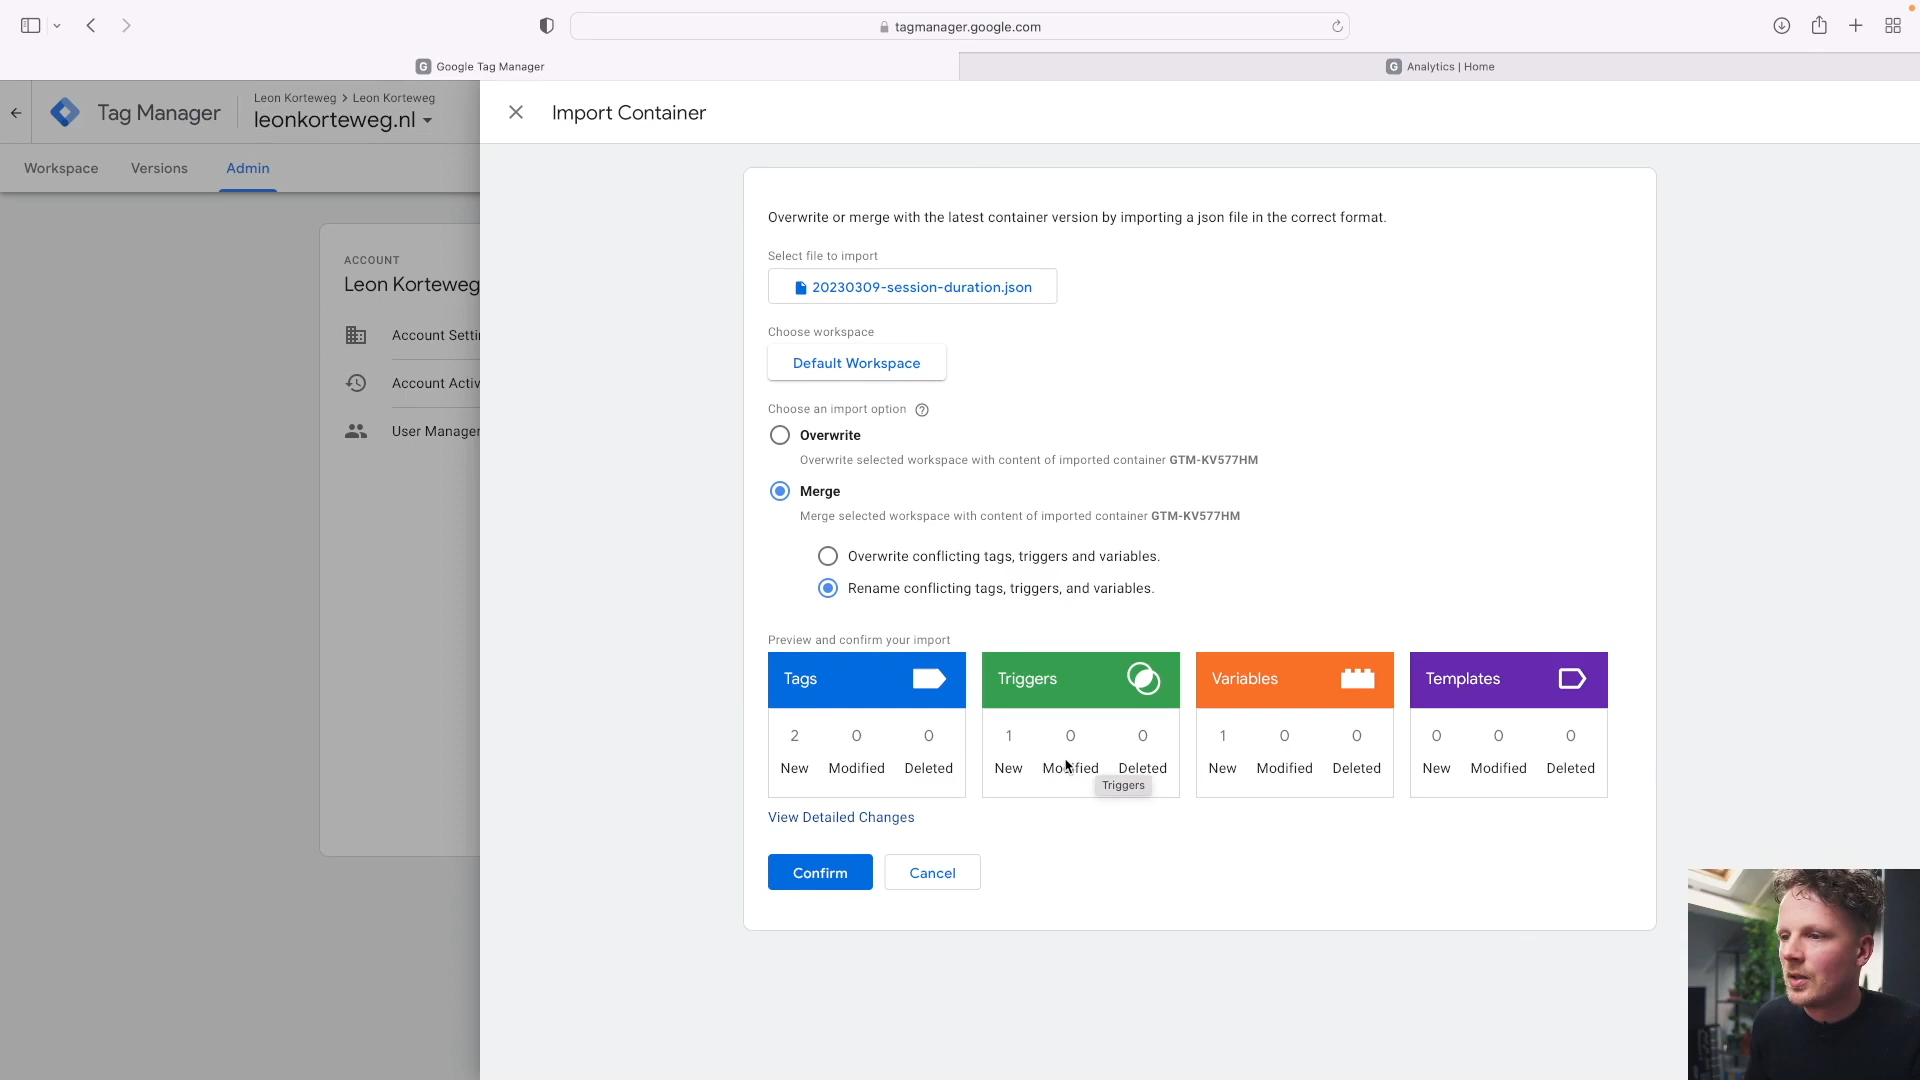 tagmanager.google.com
G Google Tag Manager
G Analytics | Home
Tag Manager
Leon Korteweg > Leon Korteweg
leonkorteweg.nl
Import Container
Workspace
Versions
Admin
Overwrite or merge with the latest container version by importing a json file in the correct format.
Select file to import
20230309-session-duration.json
Choose workspace
Default Workspace
ACCOUNT
Leon Korteweg
Account Setti
Account Activ
User Manager
Choose an import option ?
Overwrite
Overwrite selected workspace with content of imported container GTM-KV577HM
Merge
Merge selected workspace with content of imported container GTM-KV577HM
Overwrite conflicting tags, triggers and variables.
Rename conflicting tags, triggers, and variables.
Preview and confirm your import
Tags
2 0 0
New Modified Deleted
Triggers
1 0 0
New Modified Deleted
Triggers
Variables
1 0 0
New Modified Deleted
Templates
0 0 0
New Modified Deleted
View Detailed Changes
Confirm
Cancel